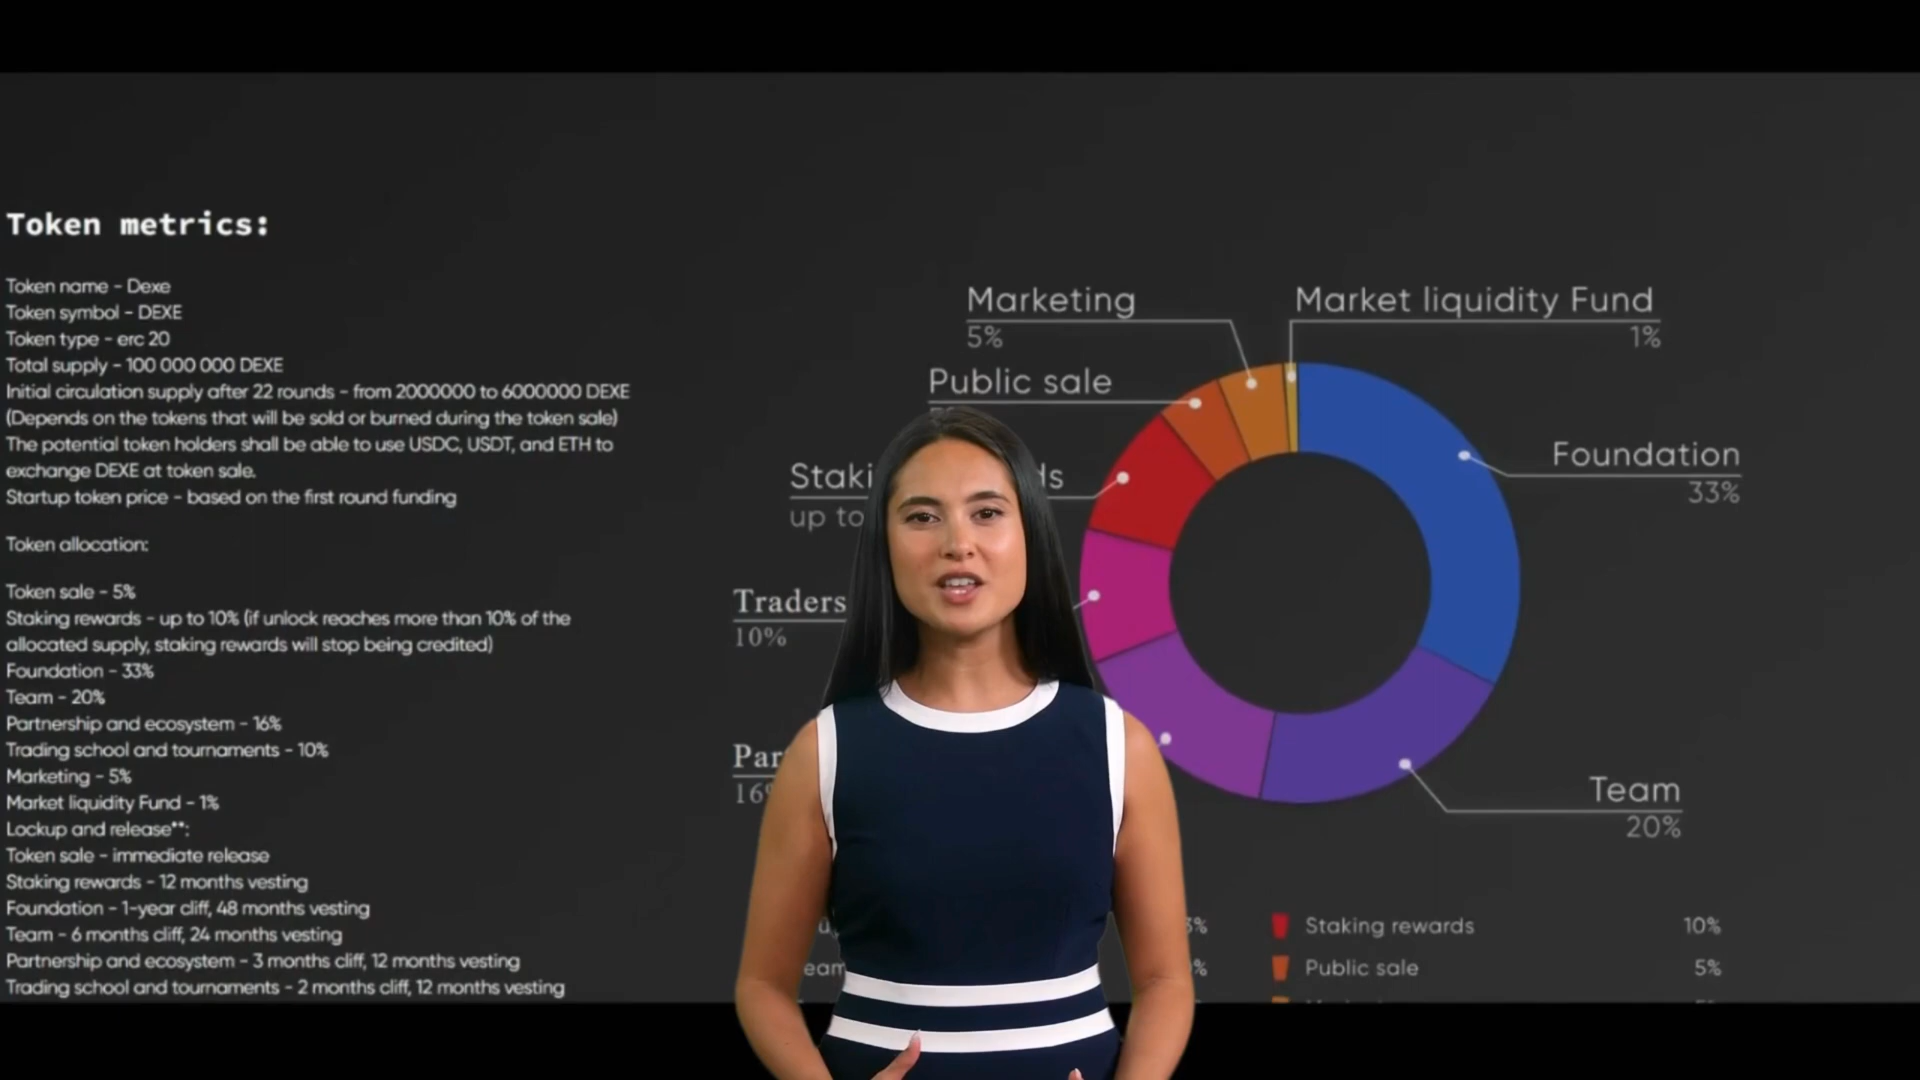 Token metrics:
Token name - Dexe
Token symbol - DEXE
Token type - erc 20
Total supply - 100 000 000 DEXE
Initial circulation supply after 22 rounds - from 2000000 to 6000000 DEXE
(Depends on the tokens that will be sold or burned during the token sale)
The potential token holders shall be able to use USDC, USDT, and ETH to
exchange DEXE at token sale.
Startup token price - based on the first round funding
Token allocation:
Token sale - 5%
Staking rewards - up to 10% (if unlock reaches more than 10% of the
allocated supply, staking rewards will stop being credited)
Foundation - 33%
Team - 20%
Partnership and ecosystem - 16%
Trading school and tournaments - 10%
Marketing - 5%
Market liquidity Fund - 1%
Lockup and release**:
Token sale - immediate release
Staking rewards - 12 months vesting
Foundation - 1-year cliff, 48 months vesting
Team - 6 months cliff, 24 months vesting
Partnership and ecosystem - 3 months cliff, 12 months vesting
Trading school and tournaments - 2 months cliff, 12 months vesting
Marketing
5%
Market liquidity Fund
1%
Public sale
Foundation
33%
up to
Traders
10%
Team
20%
Staking rewards 10%
Public sale 5%